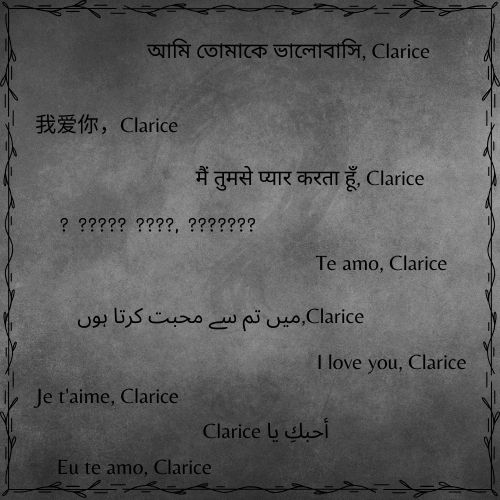 আমি তোমাকে ভালোবাসি, Clarice
我爱你，Clarice
मैं तुमसे प्यार करता हूँ, Clarice
? ????? ????, ???????
Te amo, Clarice
میں تم سے محبت کرتا ہوں,Clarice
I love you, Clarice
Je t'aime, Clarice
أحبكِ يا Clarice
Eu te amo, Clarice